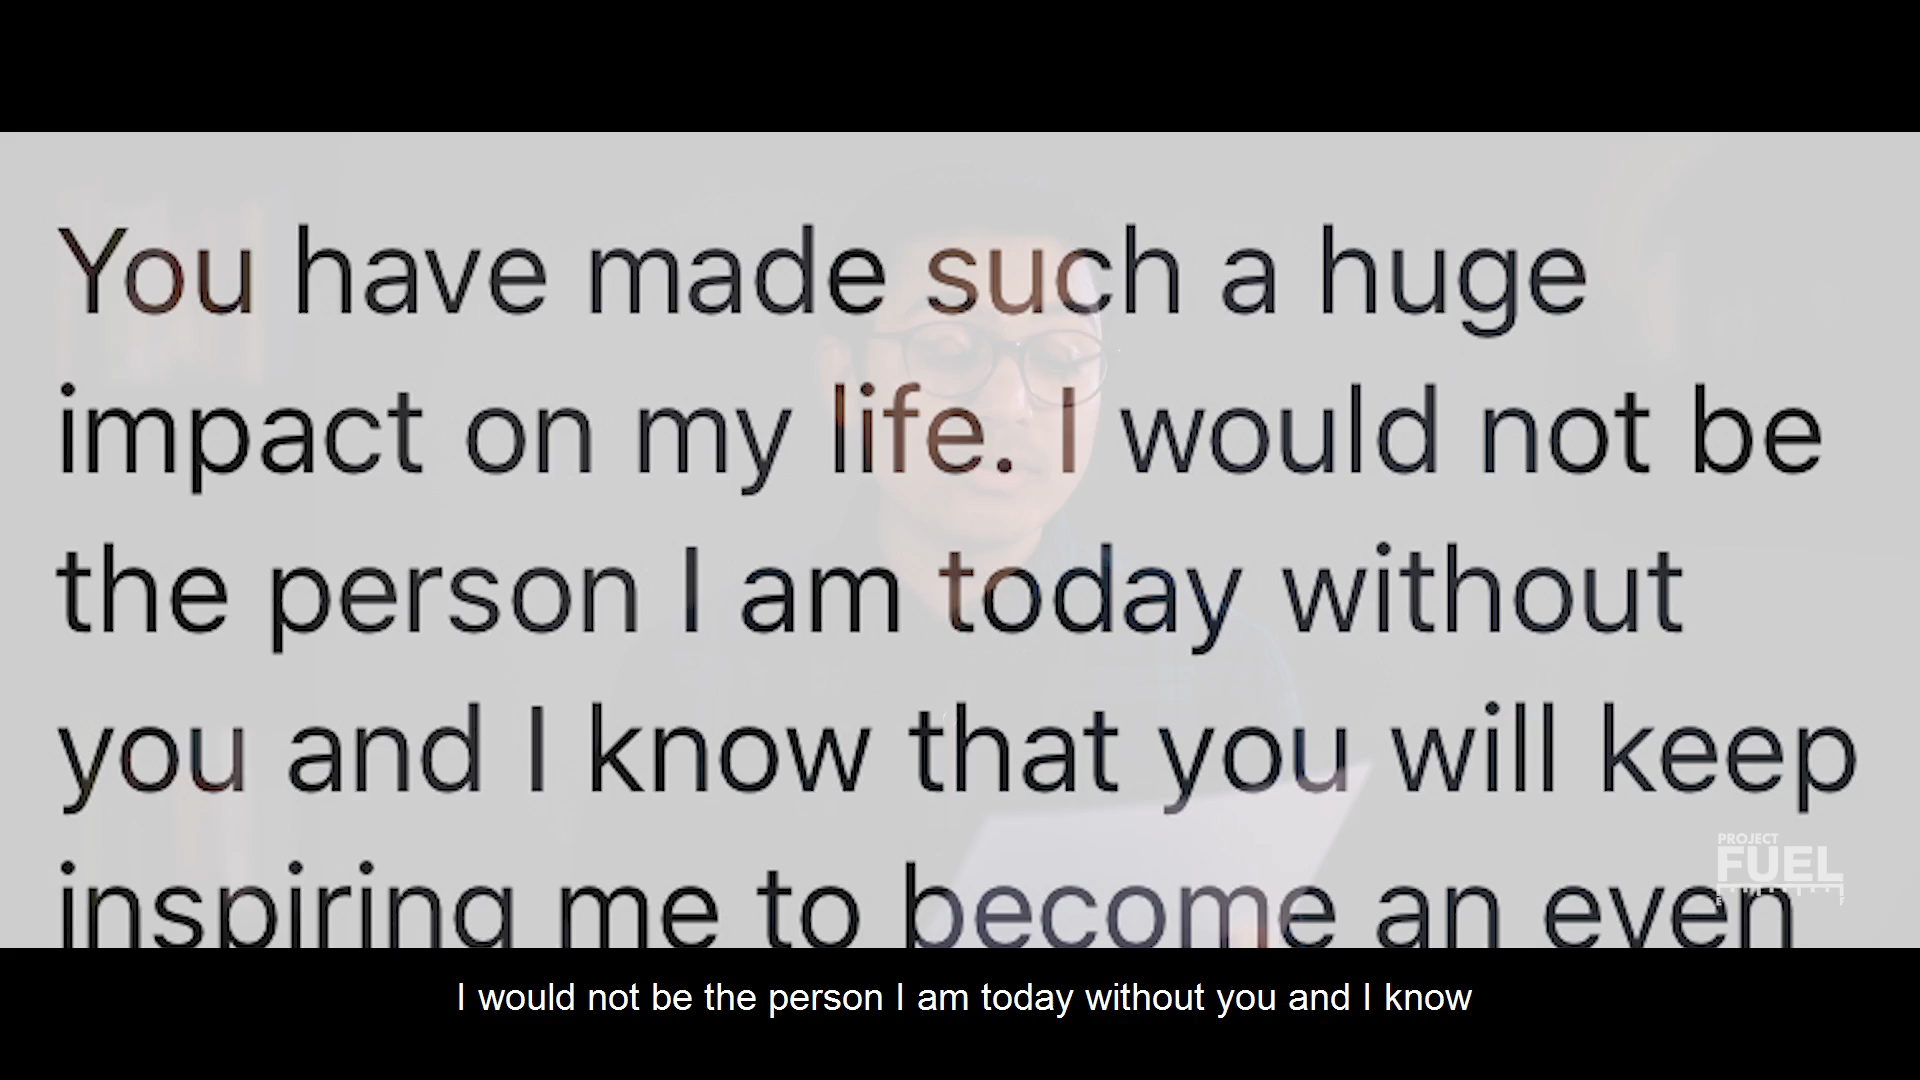 You have made such a huge
impact on my life. I would not be
the person I am today without
you and I know that you will keep
inspiring me to become an even
PROJECT
FUEL
I would not be the person I am today without you and I know